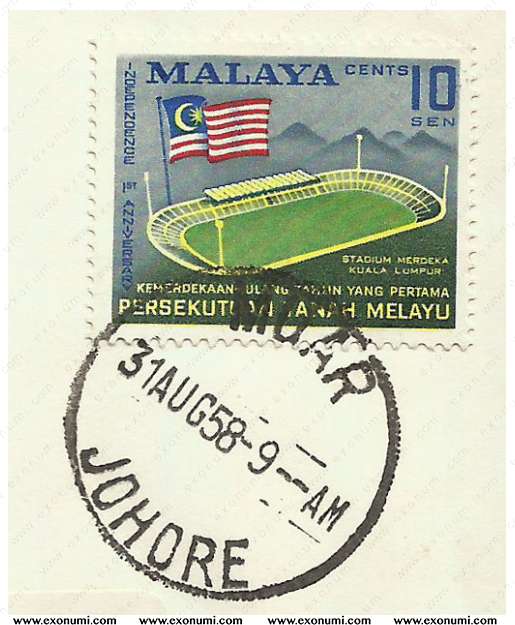 MALAYA CENTS 10
SEN
INDEPENDENCE 1ST ANNIVERSARY
STADIUM MERDEKA
KUALA LUMPUR
KEMERDEKAAN ULANG TAHUN YANG PERTAMA
PERSEKUTUAN TANAH MELAYU
MUAR
31AUG58-9--AM
JOHORE
www.exonumi.com www.exonumi.com www.exonumi.com www.exonumi.com